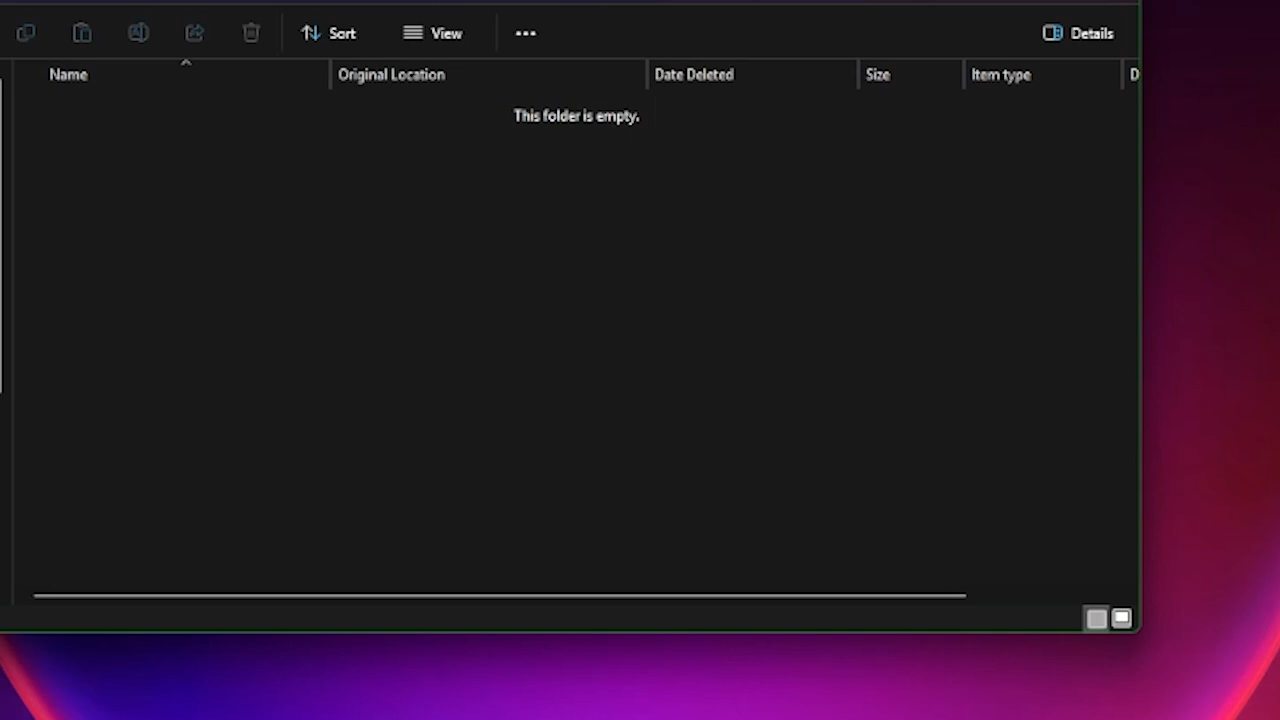 Sort View ••• Details
Name Original Location Date Deleted Size Item type D
This folder is empty.